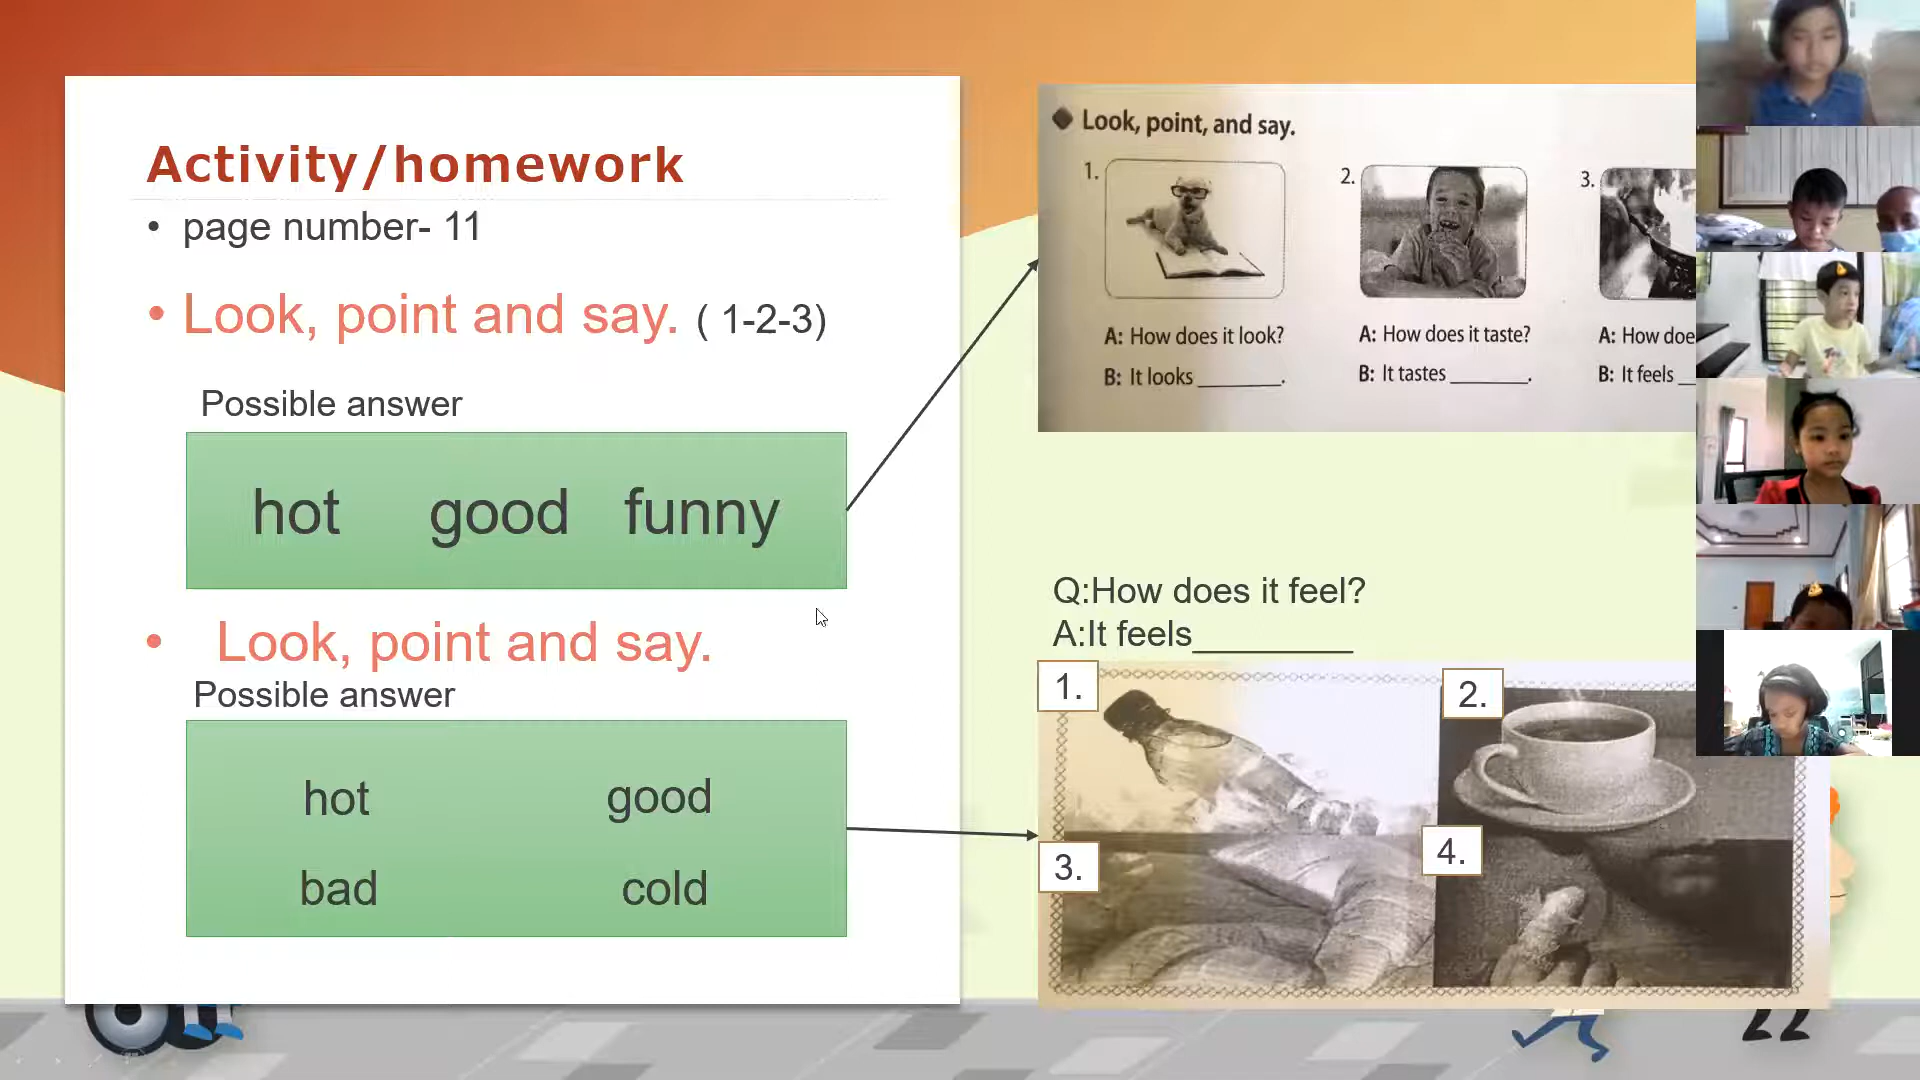 Activity/homework
• page number- 11
• Look, point and say. ( 1-2-3)
Possible answer
hot good funny
• Look, point and say.
Possible answer
hot good
bad cold
Look, point, and say.
1.
2.
3.
A: How does it look?
B: It looks ________.
A: How does it taste?
B: It tastes ________.
A: How doe
B: It feels _
Q:How does it feel?
A:It feels________
1.
2.
3.
4.